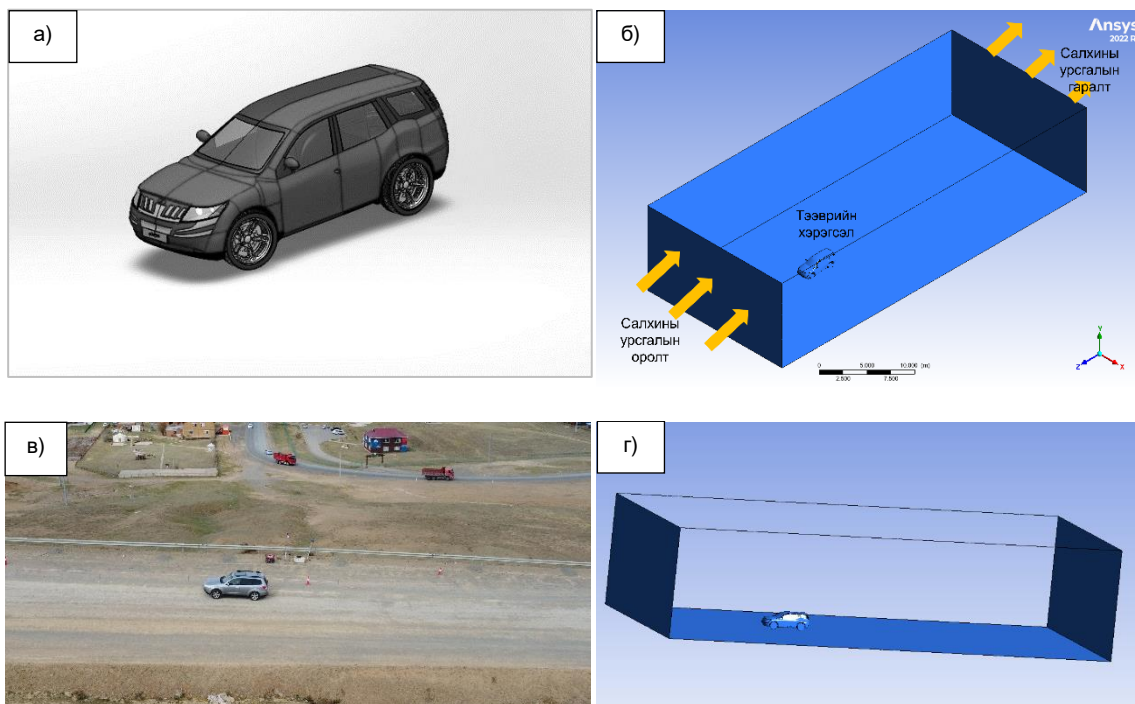 а)
б)
Ansys
2022 R
Салхины
урсгалын
гаралт
Тээврийн
хэрэгсэл
Салхины
урсгалын
оролт
0.000
5.000
10.000 (m)
2.500
7.500
Y
Z
X
в)
г)